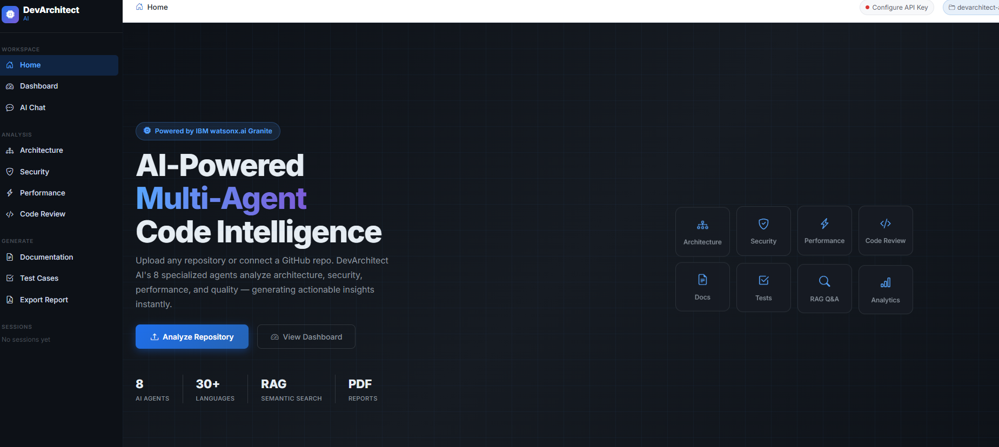 DevArchitect
AI
WORKSPACE
Home
Dashboard
AI Chat
ANALYSIS
Architecture
Security
Performance
Code Review
GENERATE
Documentation
Test Cases
Export Report
SESSIONS
No sessions yet
Home
Configure API Key
devarchitect-
Powered by IBM watsonx.ai Granite
AI-Powered
Multi-Agent
Code Intelligence
Upload any repository or connect a GitHub repo. DevArchitect
AI's 8 specialized agents analyze architecture, security,
performance, and quality — generating actionable insights
instantly.
Analyze Repository
View Dashboard
8
AI AGENTS
30+
LANGUAGES
RAG
SEMANTIC SEARCH
PDF
REPORTS
Architecture
Security
Performance
Code Review
Docs
Tests
RAG Q&A
Analytics